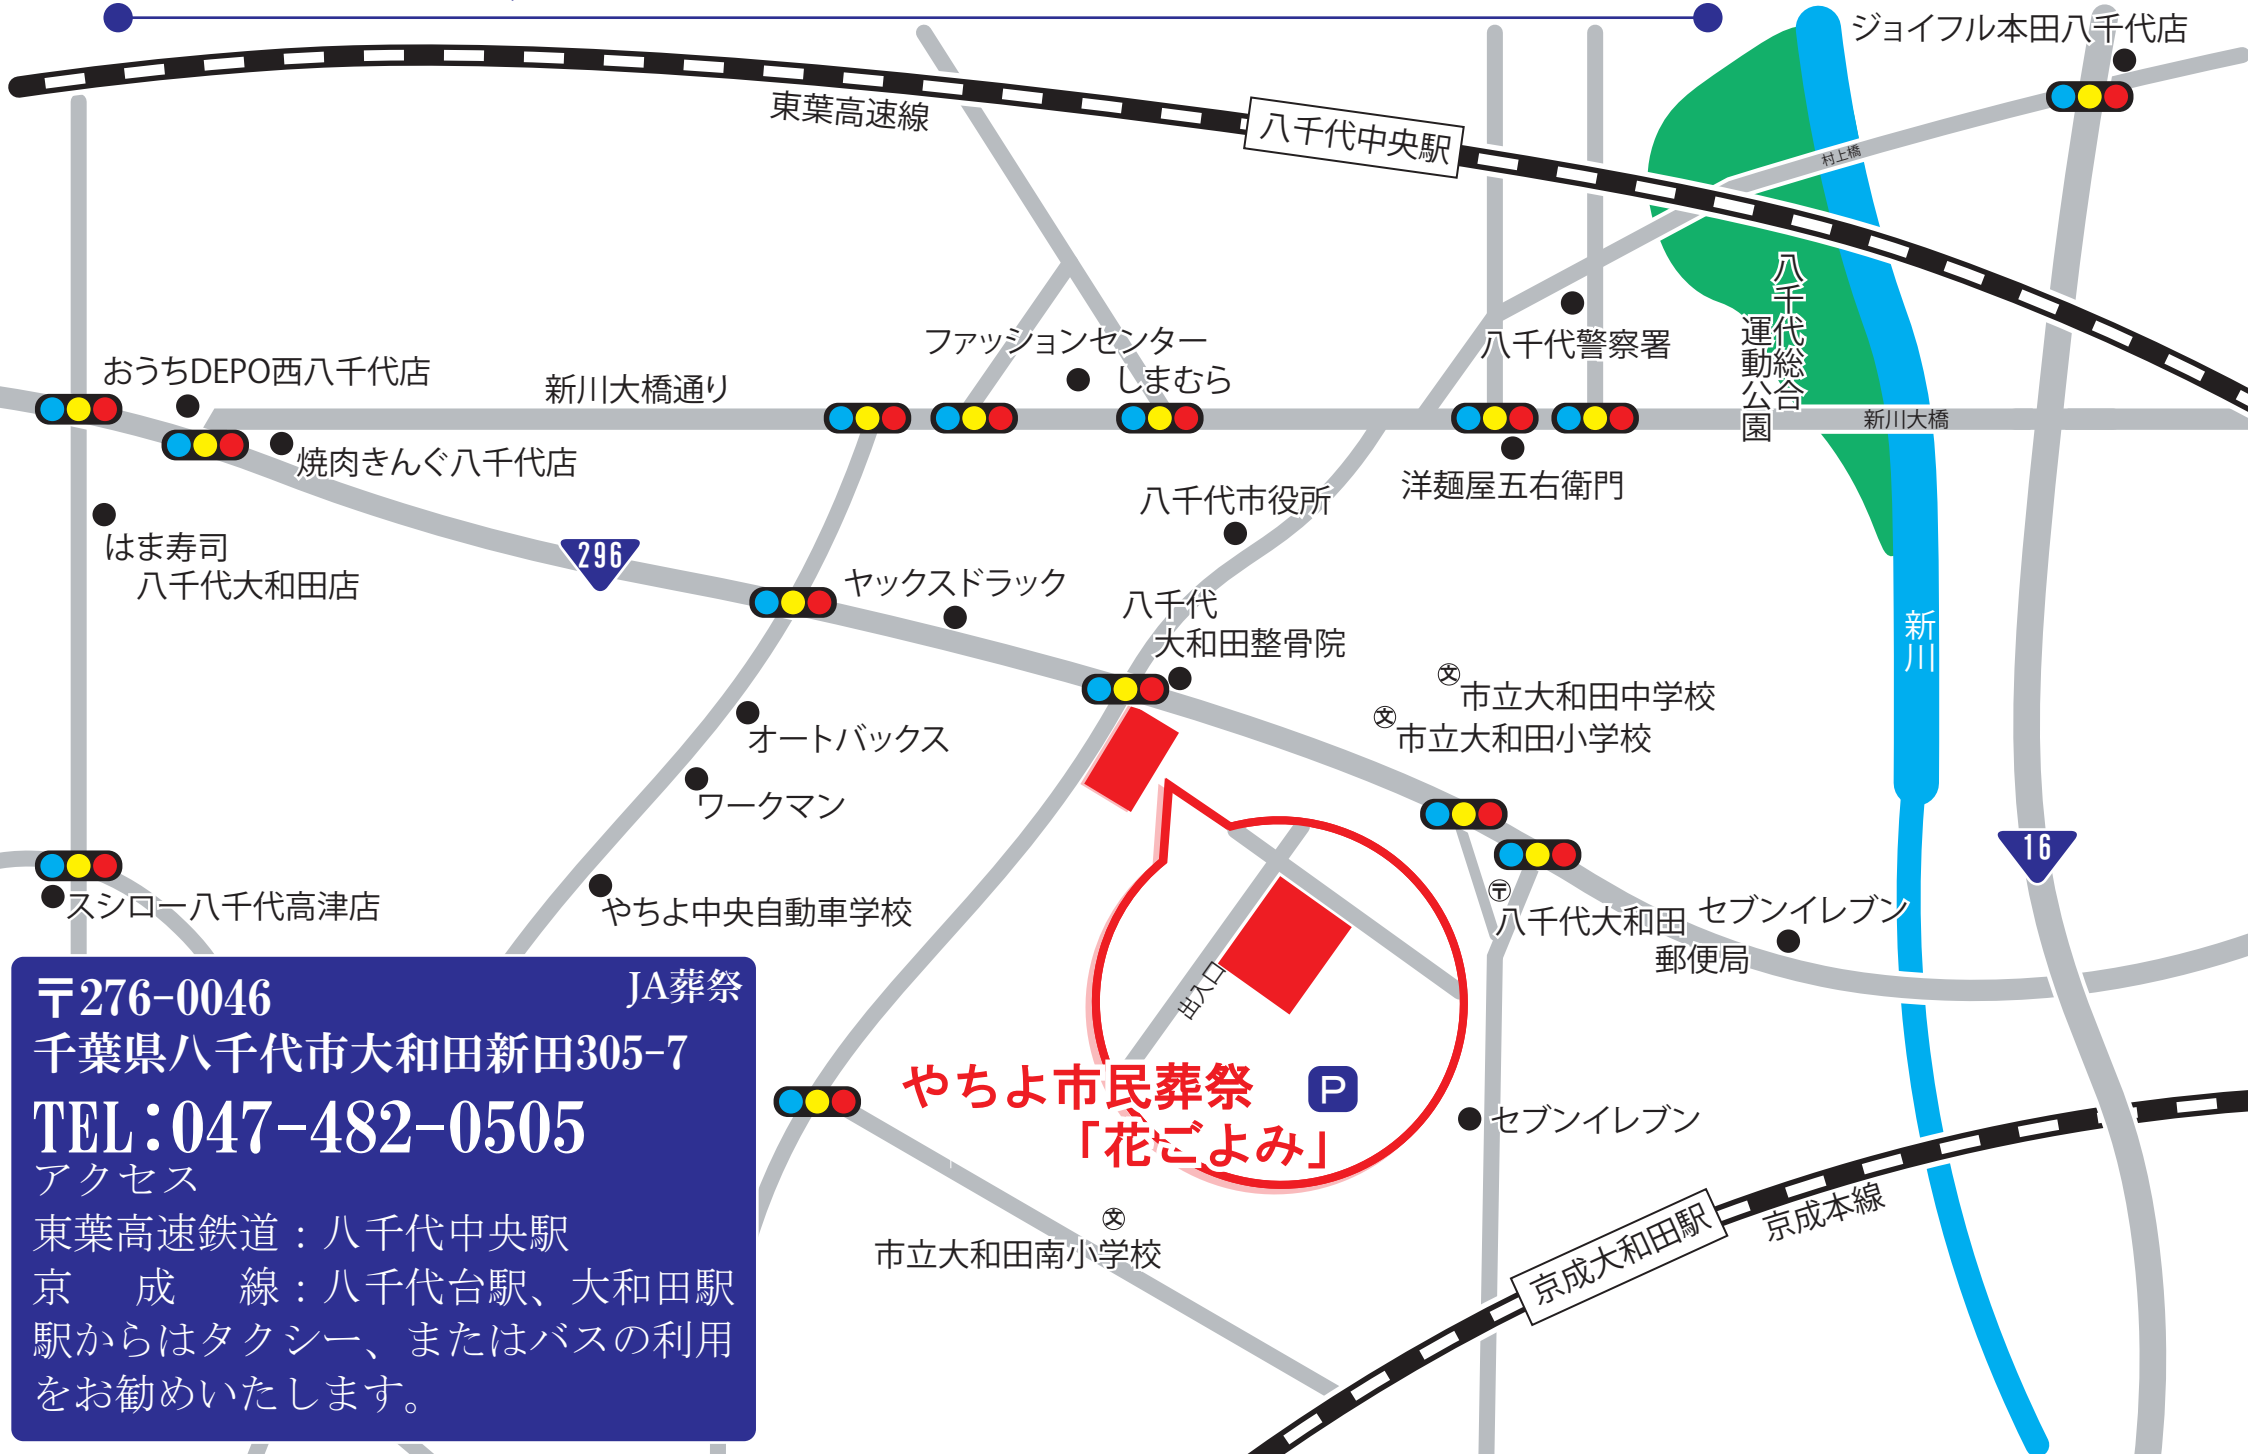 ジョイフル本田八千代店
東葉高速線
八千代中央駅
村上橋
八千代総合
運動公園
ファッションセンター
しまむら
八千代警察署
おうちDEPO西八千代店
新川大橋通り
新川大橋
焼肉きんぐ八千代店
洋麺屋五右衛門
八千代市役所
はま寿司
八千代大和田店
296
ヤックスドラック
八千代
大和田整骨院
新川
文
市立大和田中学校
文
市立大和田小学校
オートバックス
ワークマン
16
スシロー八千代高津店
やちよ中央自動車学校
〒
八千代大和田
郵便局
セブンイレブン
出入口
やちよ市民葬祭
「花ごよみ」
P
セブンイレブン
文
市立大和田南小学校
京成大和田駅
京成本線
〒276-0046
JA葬祭
千葉県八千代市大和田新田305-7
TEL：047-482-0505
アクセス
東葉高速鉄道：八千代中央駅
京　成　線：八千代台駅、大和田駅
駅からはタクシー、またはバスの利用
をお勧めいたします。